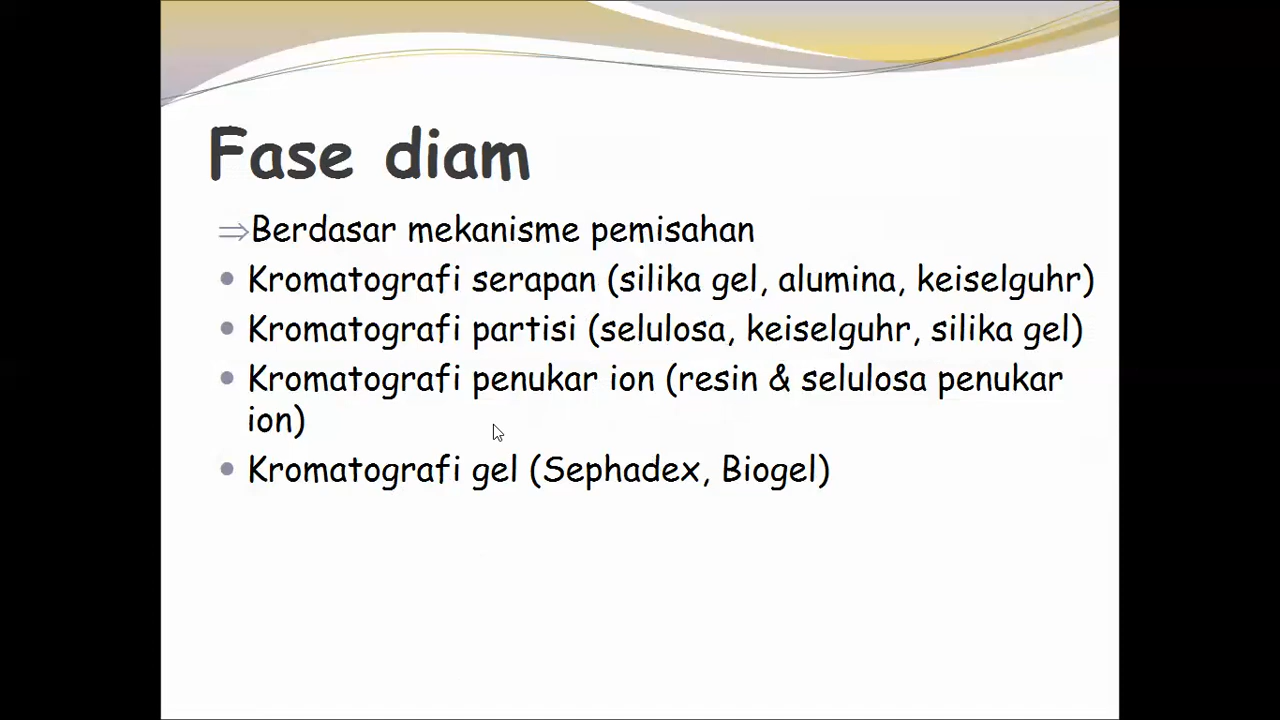 Fase diam
⇒Berdasar mekanisme pemisahan
• Kromatografi serapan (silika gel, alumina, keiselguhr)
• Kromatografi partisi (selulosa, keiselguhr, silika gel)
• Kromatografi penukar ion (resin & selulosa penukar
ion)
• Kromatografi gel (Sephadex, Biogel)